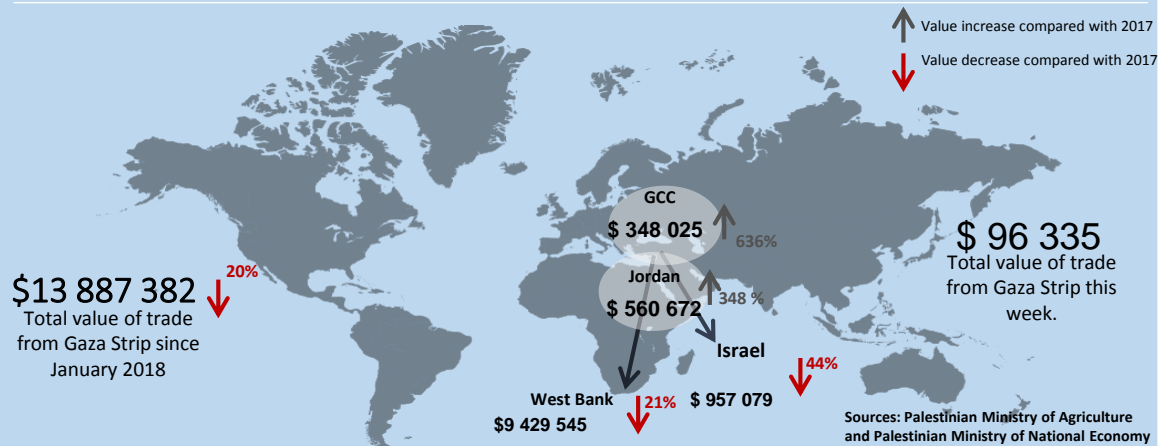 Value increase compared with 2017
Value decrease compared with 2017
GCC
$ 348 025
636%
Jordan
$ 560 672
348 %
$ 96 335
Total value of trade
from Gaza Strip this
week.
$13 887 382
20%
Total value of trade
from Gaza Strip since
January 2018
Israel
44%
$ 957 079
West Bank
21%
$9 429 545
Sources: Palestinian Ministry of Agriculture
and Palestinian Ministry of National Economy